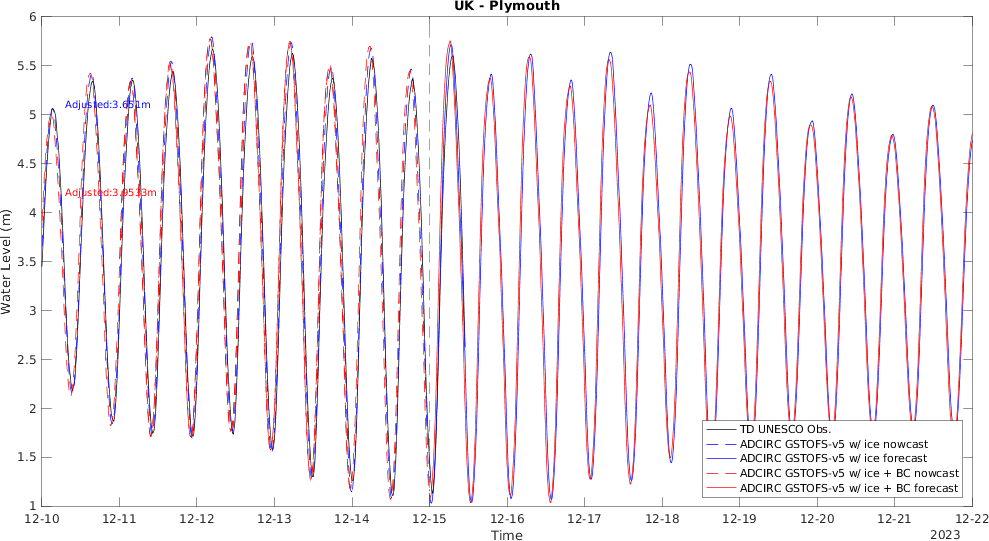 UK - Plymouth
6
5.5
5
4.5
4
3.5
3
2.5
2
1.5
1
Water Level (m)
Adjusted:3.651m
Adjusted:3.9533m
TD UNESCO Obs.
ADCIRC GSTOFS-v5 w/ ice nowcast
ADCIRC GSTOFS-v5 w/ ice forecast
ADCIRC GSTOFS-v5 w/ ice + BC nowcast
ADCIRC GSTOFS-v5 w/ ice + BC forecast
12-10 12-11 12-12 12-13 12-14 12-15 12-16 12-17 12-18 12-19 12-20 12-21 12-22
Time
2023